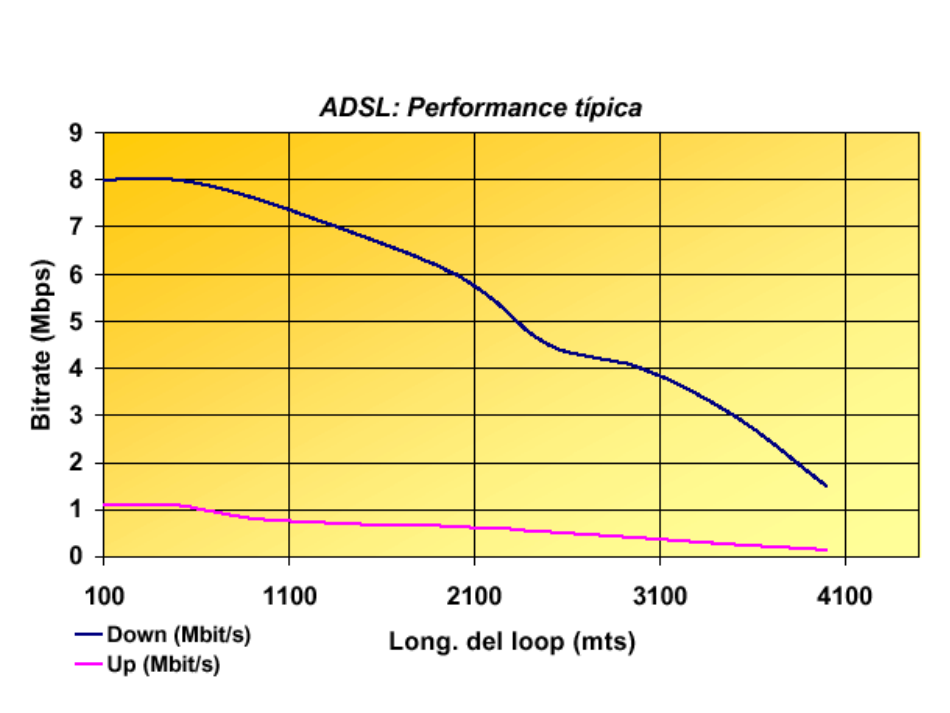 ADSL: Performance típica
9
8
7
6
5
4
3
2
1
0
Bitrate (Mbps)
100 1100 2100 3100 4100
Long. del loop (mts)
Down (Mbit/s)
Up (Mbit/s)